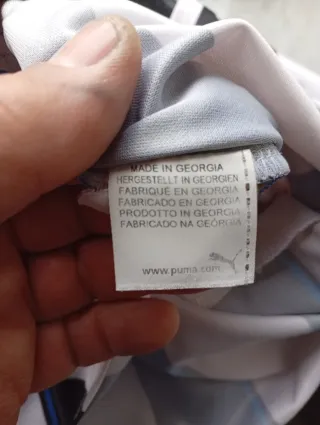 MADE IN GEORGIA
HERGESTELLT IN GEORGIEN
FABRIQUÉ EN GEORGIA
FABRICADO EN GEORGIA
PRODOTTO IN GEORGIA
FABRICADO NA GEÓRGIA
www.puma.com